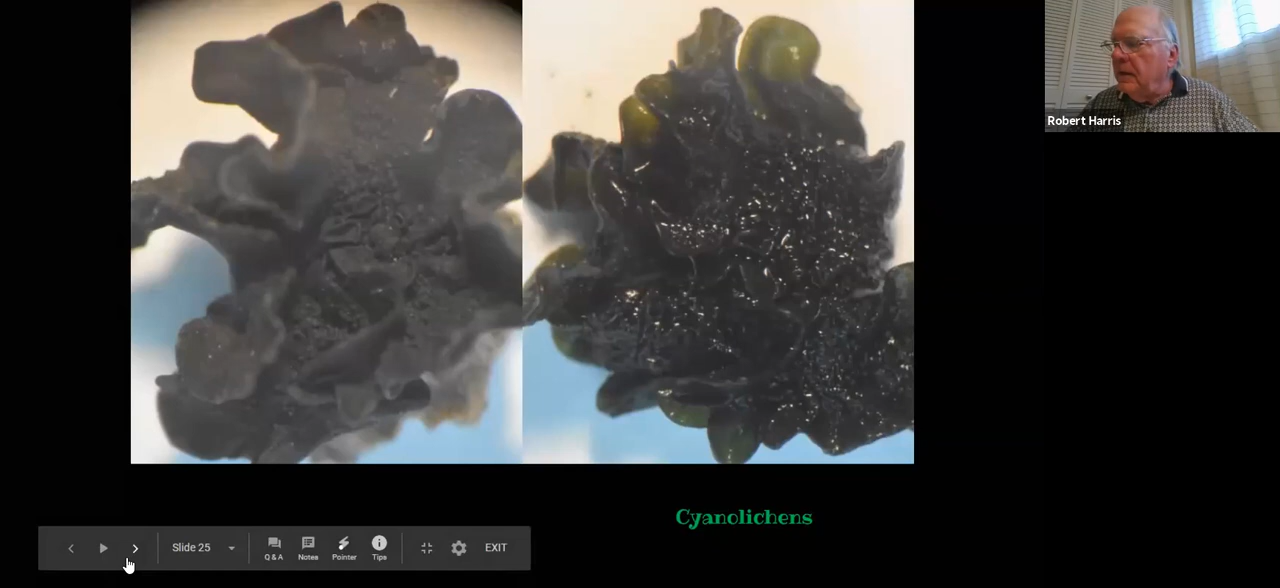 Robert Harris
Cyanolichens
Slide 25
Q & A
Notes
Pointer
Tips
EXIT